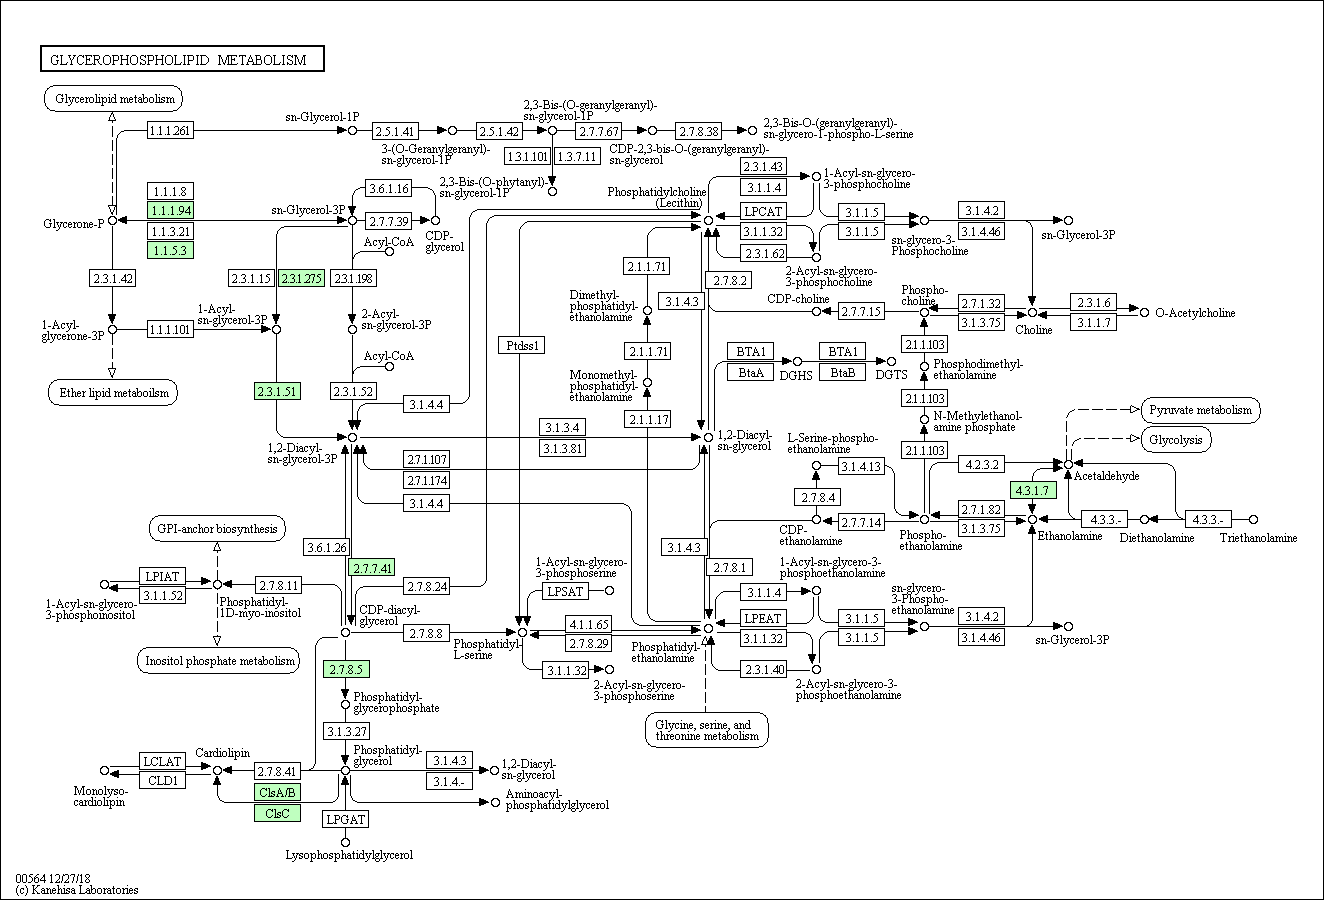 GLYCEROPHOSPHOLIPID METABOLISM
Glycerolipid metabolism
1.1.1.261
sn-Glycerol-1P
2.5.1.41
3-(O-Geranylgeranyl)-
sn-glycerol-1P
2.5.1.42
2,3-Bis-(O-geranylgeranyl)-
sn-glycerol-1P
2.7.7.67
CDP-2,3-bis-O-(geranylgeranyl)-
sn-glycerol
2.7.8.38
2,3-Bis-O-(geranylgeranyl)-
sn-glycero-1-phospho-L-serine
1.3.1.101
1.3.7.11
2,3-Bis-(O-phytanyl)-
sn-glycerol-1P
1.1.1.8
1.1.1.94
1.1.3.21
1.1.5.3
Glycerone-P
sn-Glycerol-3P
3.6.1.16
2.7.7.39
CDP-
glycerol
Acyl-CoA
2.3.1.42
2.3.1.15
2.3.1.275
2.3.1.198
1-Acyl-
glycerone-3P
1.1.1.101
1-Acyl-
sn-glycerol-3P
2-Acyl-
sn-glycerol-3P
Acyl-CoA
Ether lipid metaboilsm
2.3.1.51
2.3.1.52
3.1.4.4
1,2-Diacyl-
sn-glycerol-3P
3.1.3.4
3.1.3.81
2.7.1.107
2.7.1.174
3.1.4.4
1,2-Diacyl-
sn-glycerol
Phosphatidylcholine
(Lecithin)
2.3.1.43
3.1.1.4
LPCAT
3.1.1.32
2.3.1.62
1-Acyl-sn-glycero-
3-phosphocholine
2-Acyl-sn-glycero-
3-phosphocholine
3.1.1.5
3.1.1.5
sn-glycero-3-
Phosphocholine
3.1.4.2
3.1.4.46
sn-Glycerol-3P
2.1.1.71
Dimethyl-
phosphatidyl-
ethanolamine
2.1.1.71
Monomethyl-
phosphatidyl-
ethanolamine
2.1.1.17
Ptdss1
3.1.4.3
2.7.8.2
CDP-choline
2.7.7.15
Phospho-
choline
2.7.1.32
3.1.3.75
Choline
2.3.1.6
3.1.1.7
O-Acetylcholine
BTA1
BtaA
DGHS
BTA1
BtaB
DGTS
2.1.1.103
Phosphodimethyl-
ethanolamine
2.1.1.103
N-Methylethanol-
amine phosphate
2.1.1.103
Pyruvate metabolism
Glycolysis
L-Serine-phospho-
ethanolamine
3.1.4.13
4.2.3.2
Acetaldehyde
4.3.1.7
2.7.8.4
CDP-
ethanolamine
2.7.7.14
Phospho-
ethanolamine
2.7.1.82
3.1.3.75
Ethanolamine
4.3.3.-
Diethanolamine
4.3.3.-
Triethanolamine
GPI-anchor biosynthesis
3.6.1.26
2.7.7.41
3.1.4.3
2.7.8.1
LPIAT
3.1.1.52
1-Acyl-sn-glycero-
3-phosphoinositol
Phosphatidyl-
1D-myo-inositol
2.7.8.11
Inositol phosphate metabolism
CDP-diacyl-
glycerol
2.7.8.24
2.7.8.8
Phosphatidyl-
L-serine
1-Acyl-sn-glycero-
3-phosphoserine
LPSAT
4.1.1.65
2.7.8.29
3.1.1.32
2-Acyl-sn-glycero-
3-phosphoserine
Phosphatidyl-
ethanolamine
1-Acyl-sn-glycero-3-
phosphoethanolamine
3.1.1.4
LPEAT
3.1.1.32
2.3.1.40
2-Acyl-sn-glycero-3-
phosphoethanolamine
3.1.1.5
3.1.1.5
sn-glycero-
3-Phospho-
ethanolamine
3.1.4.2
3.1.4.46
sn-Glycerol-3P
Glycine, serine, and
threonine metabolism
2.7.8.5
Phosphatidyl-
glycerophosphate
3.1.3.27
Phosphatidyl-
glycerol
3.1.4.3
3.1.4.-
1,2-Diacyl-
sn-glycerol
Aminoacyl-
phosphatidylglycerol
LCLAT
CLD1
Monolyso-
cardiolipin
Cardiolipin
2.7.8.41
ClsA/B
ClsC
LPGAT
Lysophosphatidylglycerol
00564 12/27/18
(c) Kanehisa Laboratories